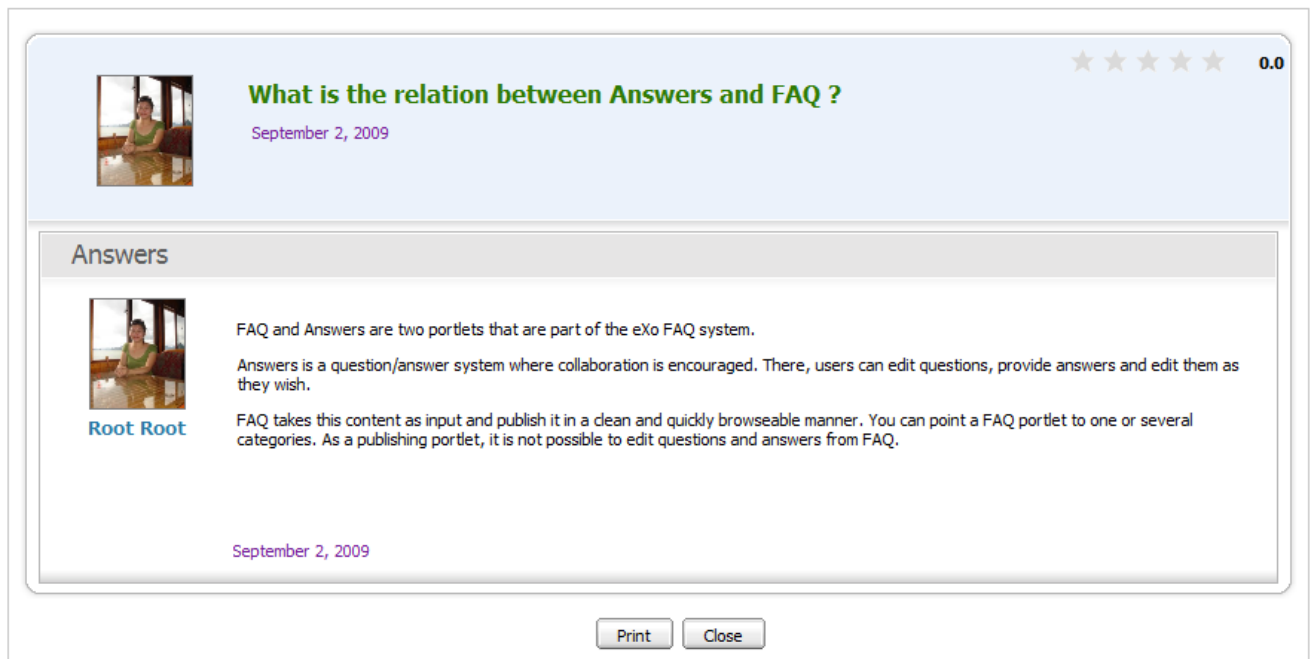 0.0
What is the relation between Answers and FAQ ?
September 2, 2009
Answers
FAQ and Answers are two portlets that are part of the eXo FAQ system.
Answers is a question/answer system where collaboration is encouraged. There, users can edit questions, provide answers and edit them as
they wish.
Root Root
FAQ takes this content as input and publish it in a clean and quickly browseable manner. You can point a FAQ portlet to one or several
categories. As a publishing portlet, it is not possible to edit questions and answers from FAQ.
September 2, 2009
Print
Close